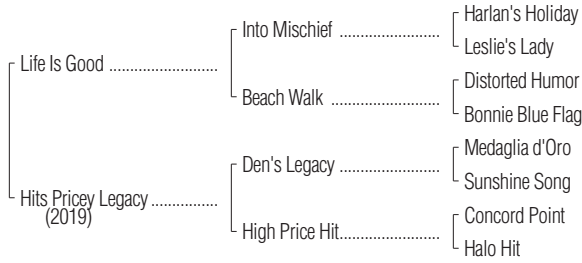 Harlan's Holiday
Into Mischief ....................
Leslie's Lady
Life Is Good ......................
Distorted Humor
Beach Walk .....................
Bonnie Blue Flag
Medaglia d'Oro
Den's Legacy ...................
Sunshine Song
Hits Pricey Legacy .............
(2019)
Concord Point
High Price Hit...................
Halo Hit